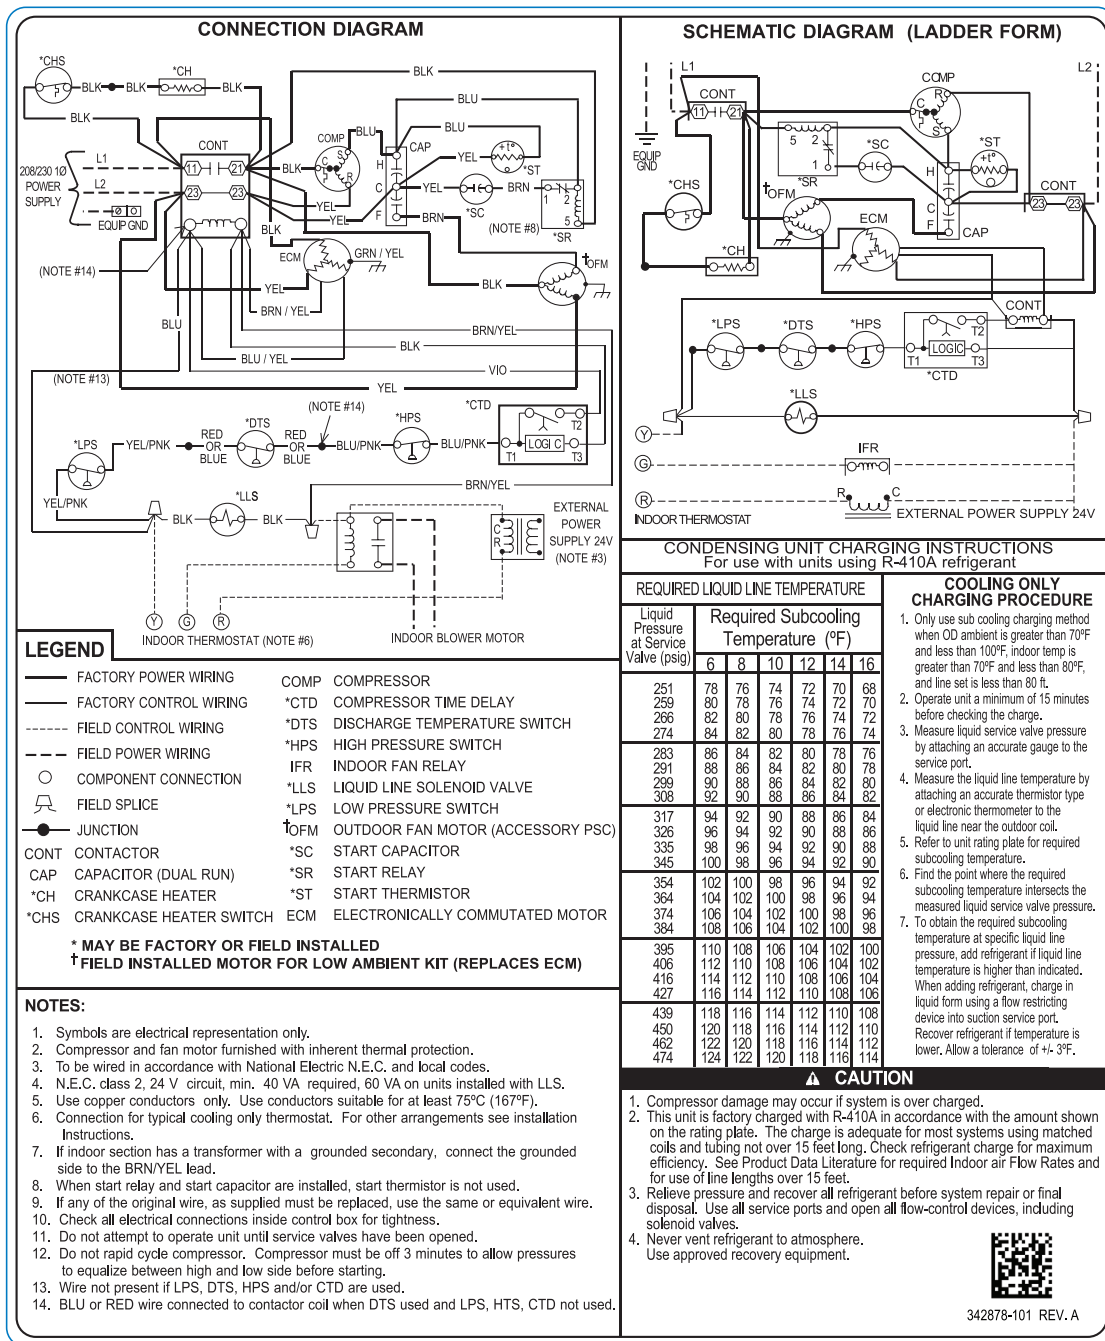 CONNECTION DIAGRAM
*CHS
BLK
BLK
*CH
BLK
BLK
BLU
BLK
CONT
11
21
23
23
L1
L2
208/230 1Ø
POWER
SUPPLY
EQUIP GND
(NOTE #14)
BLK
COMP
C
S
R
BLU
BLU
CAP
H
C
F
YEL
+t°
*ST
YEL
YEL
YEL
*SC
BRN
BRN
1
2
5
*SR
(NOTE #8)
BLK
ECM
GRN / YEL
†OFM
BLK
YEL
BRN / YEL
BLU
BRN/YEL
BLK
BLU / YEL
VIO
(NOTE #13)
YEL
(NOTE #14)
*CTD
*LPS
YEL/PNK
RED
OR
BLUE
*DTS
RED
OR
BLUE
BLU/PNK
*HPS
BLU/PNK
T1
LOGIC
T2
T3
YEL/PNK
BRN/YEL
*LLS
BLK
BLK
C
R
EXTERNAL
POWER
SUPPLY 24V
(NOTE #3)
Y
G
R
INDOOR THERMOSTAT (NOTE #6)
INDOOR BLOWER MOTOR
LEGEND
FACTORY POWER WIRING
FACTORY CONTROL WIRING
FIELD CONTROL WIRING
FIELD POWER WIRING
COMPONENT CONNECTION
FIELD SPLICE
JUNCTION
CONT CONTACTOR
CAP CAPACITOR (DUAL RUN)
*CH CRANKCASE HEATER
*CHS CRANKCASE HEATER SWITCH
COMP COMPRESSOR
*CTD COMPRESSOR TIME DELAY
*DTS DISCHARGE TEMPERATURE SWITCH
*HPS HIGH PRESSURE SWITCH
IFR INDOOR FAN RELAY
*LLS LIQUID LINE SOLENOID VALVE
*LPS LOW PRESSURE SWITCH
†OFM OUTDOOR FAN MOTOR (ACCESSORY PSC)
*SC START CAPACITOR
*SR START RELAY
*ST START THERMISTOR
ECM ELECTRONICALLY COMMUTATED MOTOR
* MAY BE FACTORY OR FIELD INSTALLED
† FIELD INSTALLED MOTOR FOR LOW AMBIENT KIT (REPLACES ECM)
NOTES:
1. Symbols are electrical representation only.
2. Compressor and fan motor furnished with inherent thermal protection.
3. To be wired in accordance with National Electric N.E.C. and local codes.
4. N.E.C. class 2, 24 V circuit, min. 40 VA required, 60 VA on units installed with LLS.
5. Use copper conductors only. Use conductors suitable for at least 75ºC (167ºF).
6. Connection for typical cooling only thermostat. For other arrangements see installation
Instructions.
7. If indoor section has a transformer with a grounded secondary, connect the grounded
side to the BRN/YEL lead.
8. When start relay and start capacitor are installed, start thermistor is not used.
9. If any of the original wire, as supplied must be replaced, use the same or equivalent wire.
10. Check all electrical connections inside control box for tightness.
11. Do not attempt to operate unit until service valves have been opened.
12. Do not rapid cycle compressor. Compressor must be off 3 minutes to allow pressures
to equalize between high and low side before starting.
13. Wire not present if LPS, DTS, HPS and/or CTD are used.
14. BLU or RED wire connected to contactor coil when DTS used and LPS, HTS, CTD not used.
SCHEMATIC DIAGRAM (LADDER FORM)
L1
L2
CONT
11
21
COMP
R
C
S
EQUIP
GND
5
2
1
*SR
*SC
*ST
+t°
*CHS
†OFM
H
C
F
CAP
CONT
23
23
ECM
*CH
CONT
*LPS
*DTS
*HPS
T2
T1
LOGIC
T3
*CTD
*LLS
Y
G
IFR
R
R
C
INDOOR THERMOSTAT
EXTERNAL POWER SUPPLY 24V
CONDENSING UNIT CHARGING INSTRUCTIONS
For use with units using R-410A refrigerant
REQUIRED LIQUID LINE TEMPERATURE
Liquid
Pressure
at Service
Valve (psig)
Required Subcooling
Temperature (ºF)
6 8 10 12 14 16
251 78 76 74 72 70 68
259 80 78 76 74 72 70
266 82 80 78 76 74 72
274 84 82 80 78 76 74
283 86 84 82 80 78 76
291 88 86 84 82 80 78
299 90 88 86 84 82 80
308 92 90 88 86 84 82
317 94 92 90 88 86 84
326 96 94 92 90 88 86
335 98 96 94 92 90 88
345 100 98 96 94 92 90
354 102 100 98 96 94 92
364 104 102 100 98 96 94
374 106 104 102 100 98 96
384 108 106 104 102 100 98
395 110 108 106 104 102 100
406 112 110 108 106 104 102
416 114 112 110 108 106 104
427 116 114 112 110 108 106
439 118 116 114 112 110 108
450 120 118 116 114 112 110
462 122 120 118 116 114 112
474 124 122 120 118 116 114
COOLING ONLY
CHARGING PROCEDURE
1. Only use sub cooling charging method
when OD ambient is greater than 70ºF
and less than 100ºF, indoor temp is
greater than 70ºF and less than 80ºF,
and line set is less than 80 ft.
2. Operate unit a minimum of 15 minutes
before checking the charge.
3. Measure liquid service valve pressure
by attaching an accurate gauge to the
service port.
4. Measure the liquid line temperature by
attaching an accurate thermistor type
or electronic thermometer to the
liquid line near the outdoor coil.
5. Refer to unit rating plate for required
subcooling temperature.
6. Find the point where the required
subcooling temperature intersects the
measured liquid service valve pressure.
7. To obtain the required subcooling
temperature at specific liquid line
pressure, add refrigerant if liquid line
temperature is higher than indicated.
When adding refrigerant, charge in
liquid form using a flow restricting
device into suction service port.
Recover refrigerant if temperature is
lower. Allow a tolerance of +/- 3ºF.
CAUTION
1. Compressor damage may occur if system is over charged.
2. This unit is factory charged with R-410A in accordance with the amount shown
on the rating plate. The charge is adequate for most systems using matched
coils and tubing not over 15 feet long. Check refrigerant charge for maximum
efficiency. See Product Data Literature for required Indoor air Flow Rates and
for use of line lengths over 15 feet.
3. Relieve pressure and recover all refrigerant before system repair or final
disposal. Use all service ports and open all flow-control devices, including
solenoid valves.
4. Never vent refrigerant to atmosphere.
Use approved recovery equipment.
342878-101 REV. A